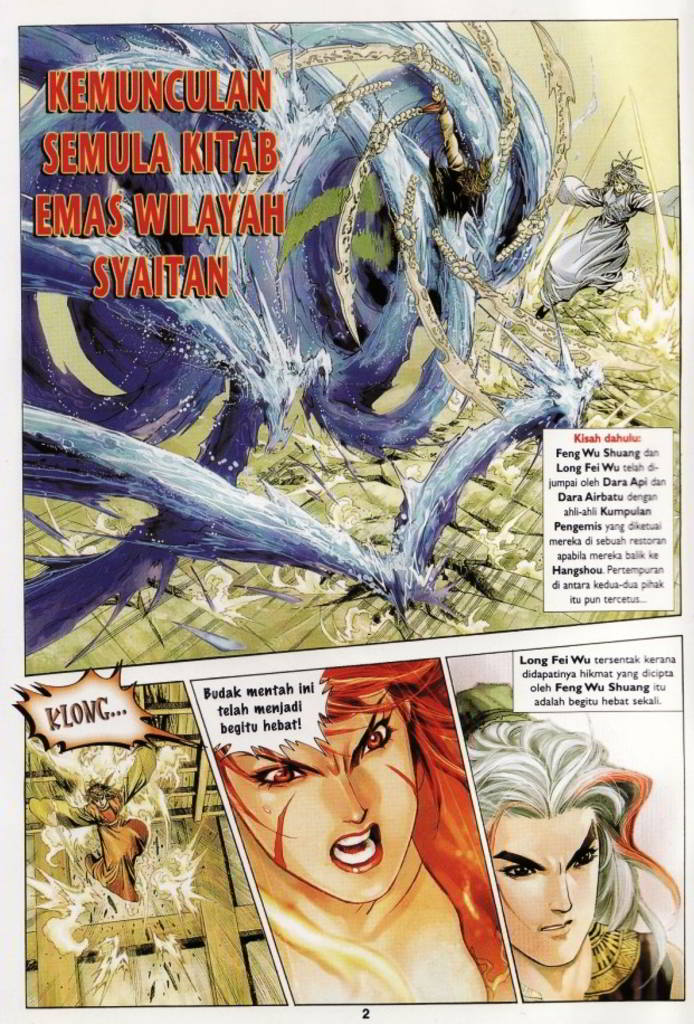 KEMUNCULAN
SEMULA KITAB
EMAS WILAYAH
SYAITAN
Kisah dahulu:
Feng Wu Shuang dan
Long Fei Wu telah di-
jumpai oleh Dara Api dan
Dara Airbatu dengan
ahli-ahli Kumpulan
Pengemis yang diketuai
mereka di sebuah restoran
apabila mereka balik ke
Hangshou. Pertempuran
di antara kedua-dua pihak
itu pun tercetus...
KLONG...
Budak mentah ini
telah menjadi
begitu hebat!
Long Fei Wu tersentak kerana
didapatinya hikmat yang dicipta
oleh Feng Wu Shuang itu
adalah begitu hebat sekali.
2